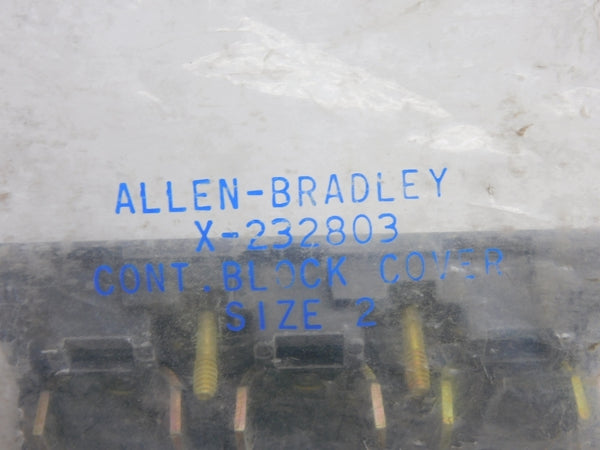 ALLEN-BRADLEY
X-232803
CONT. BLOCK COVER
SIZE 2